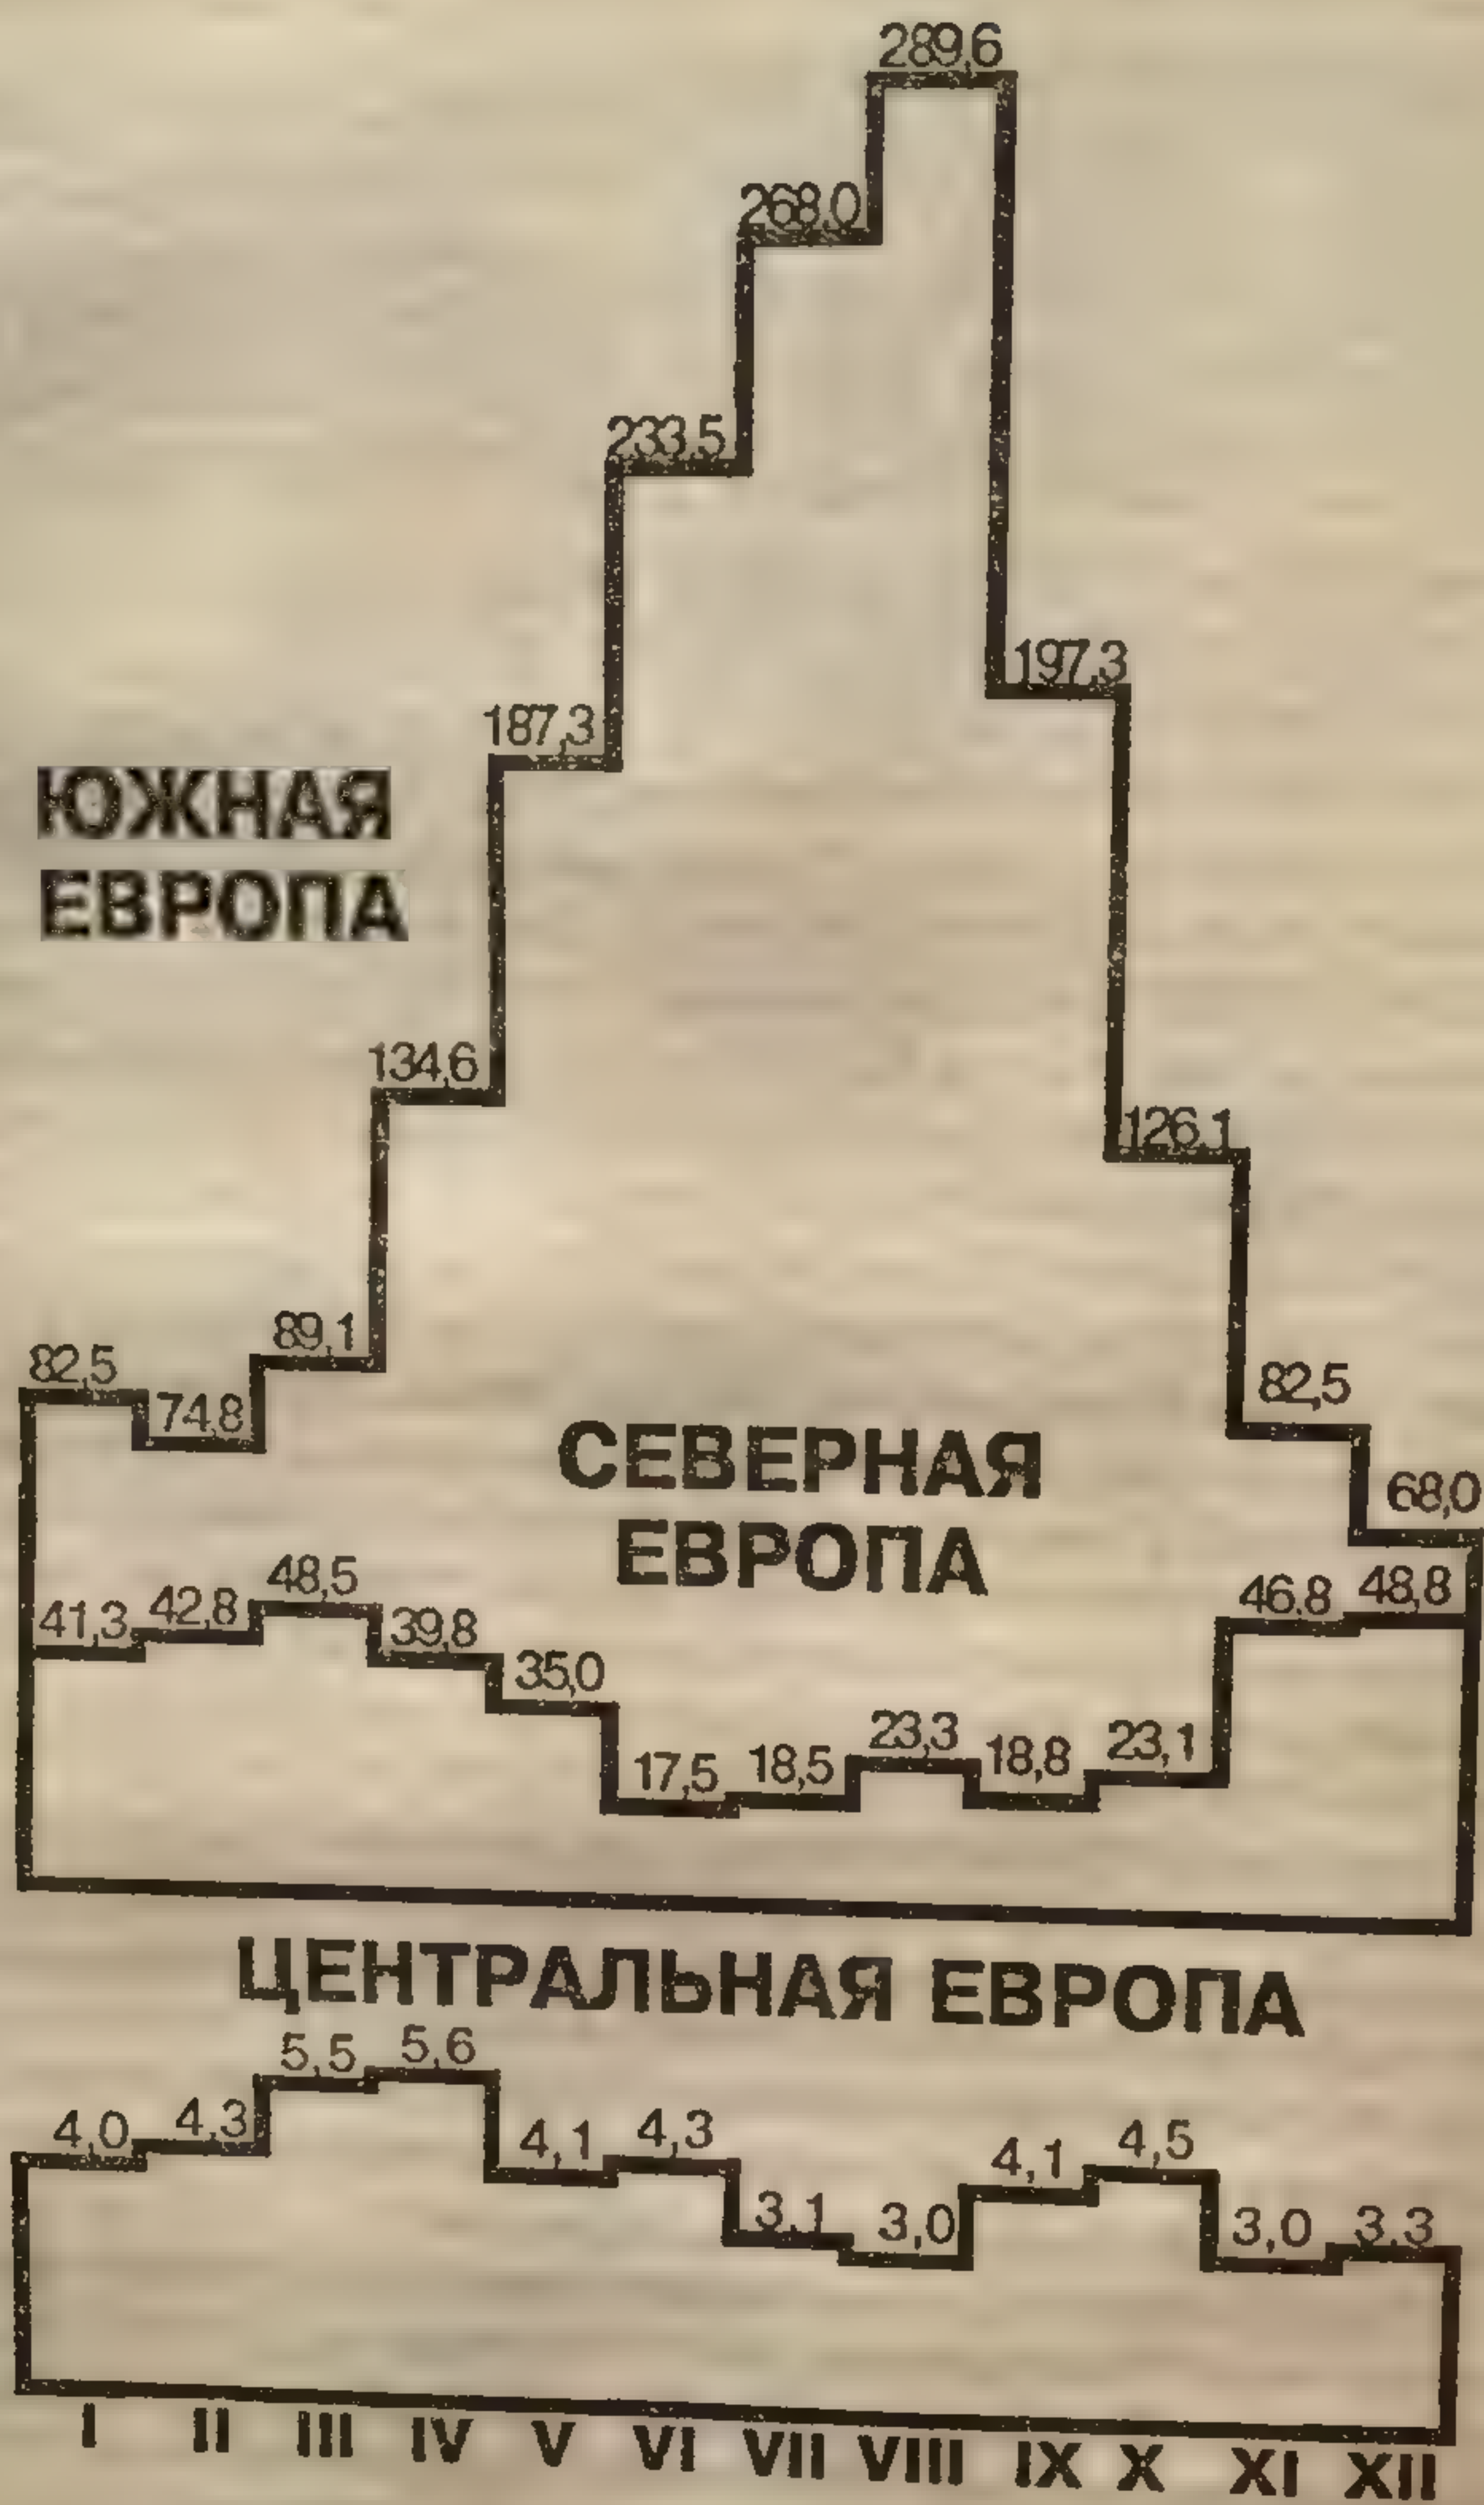 289,6
268,0
233,5
197,3
187,3
ЮЖНАЯ
ЕВРОПА
134,6
126,1
89,1
82,5
74,8
82,5
СЕВЕРНАЯ
ЕВРОПА
68,0
41,3 42,8 48,5 39,8 35,0 17,5 18,5 23,3 18,8 23,1 46.8 48,8
ЦЕНТРАЛЬНАЯ ЕВРОПА
4,0 4,3 5,5 5,6 4,1 4,3 3,1 3,0 4,1 4,5 3,0 3,3
I II III IV V VI VII VIII IX X XI XII